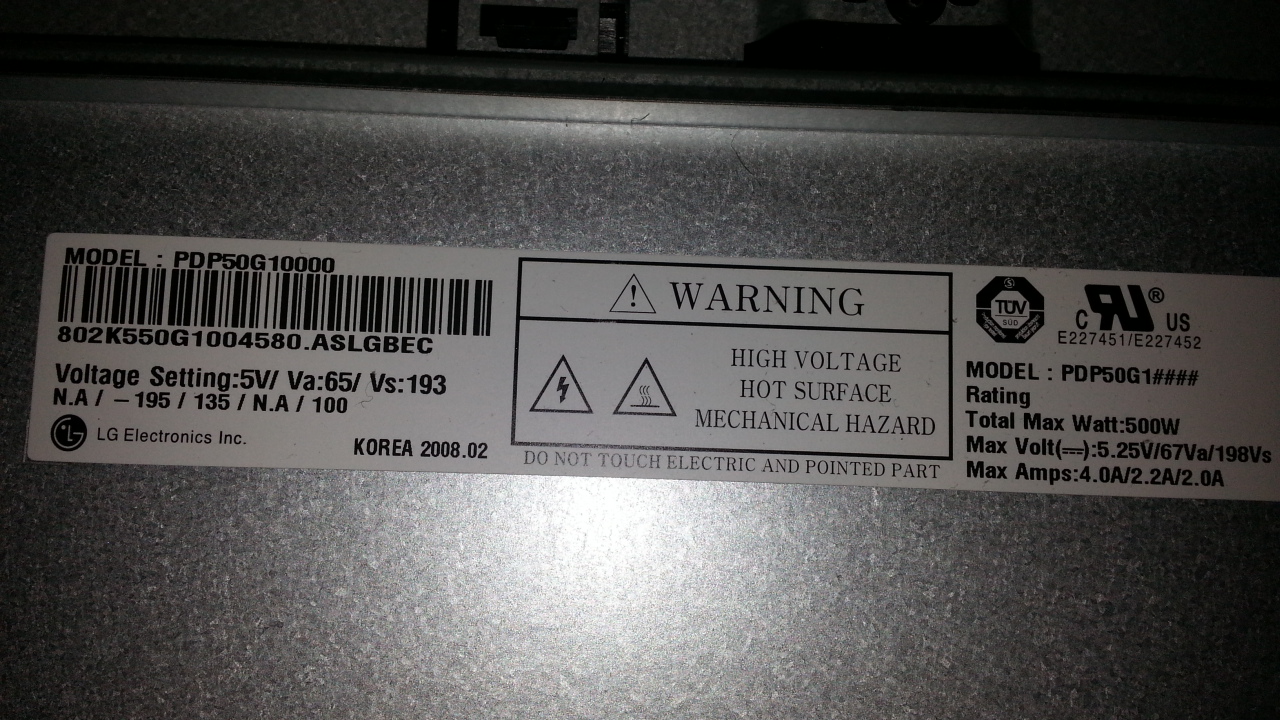 MODEL : PDP50G10000
802K550G1004580.ASLGBEC
Voltage Setting:5V/ Va:65/ Vs:193
N.A / －195 / 135 / N.A / 100
LG
LG Electronics Inc.
KOREA 2008.02
! WARNING
HIGH VOLTAGE
HOT SURFACE
MECHANICAL HAZARD
DO NOT TOUCH ELECTRIC AND POINTED PART
TÜV
SÜD
C RU ® US
E227451/E227452
MODEL : PDP50G1####
Rating
Total Max Watt:500W
Max Volt(⎓):5.25V/67Va/198Vs
Max Amps:4.0A/2.2A/2.0A